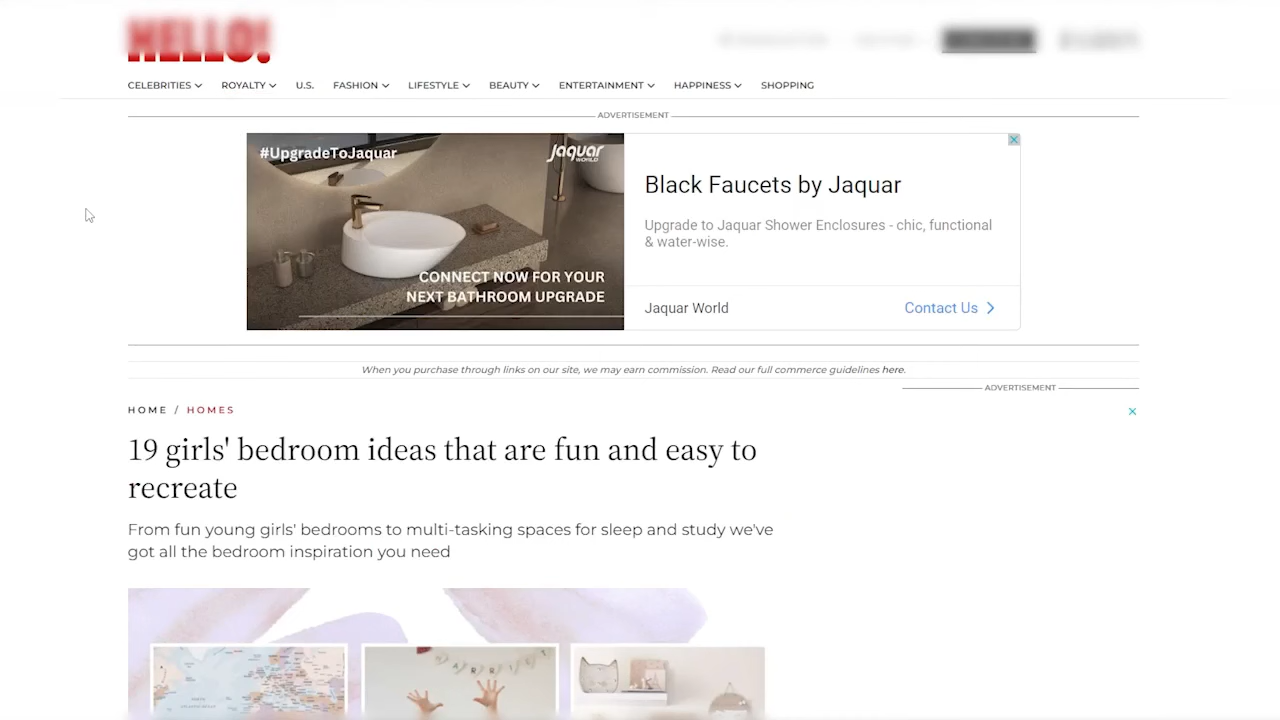 HELLO!
CELEBRITIES ROYALTY U.S. FASHION LIFESTYLE BEAUTY ENTERTAINMENT HAPPINESS SHOPPING
ADVERTISEMENT
#UpgradeToJaquar
jaquar
WORLD
CONNECT NOW FOR YOUR
NEXT BATHROOM UPGRADE
Black Faucets by Jaquar
Upgrade to Jaquar Shower Enclosures - chic, functional
& water-wise.
Jaquar World
Contact Us
When you purchase through links on our site, we may earn commission. Read our full commerce guidelines here.
ADVERTISEMENT
HOME / HOMES
19 girls' bedroom ideas that are fun and easy to
recreate
From fun young girls' bedrooms to multi-tasking spaces for sleep and study we've
got all the bedroom inspiration you need